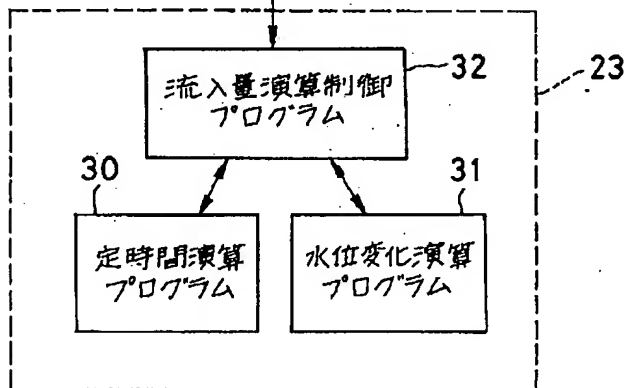 流入量演算制御
プログラム
32
23
30
定時間演算
プログラム
31
水位変化演算
プログラム